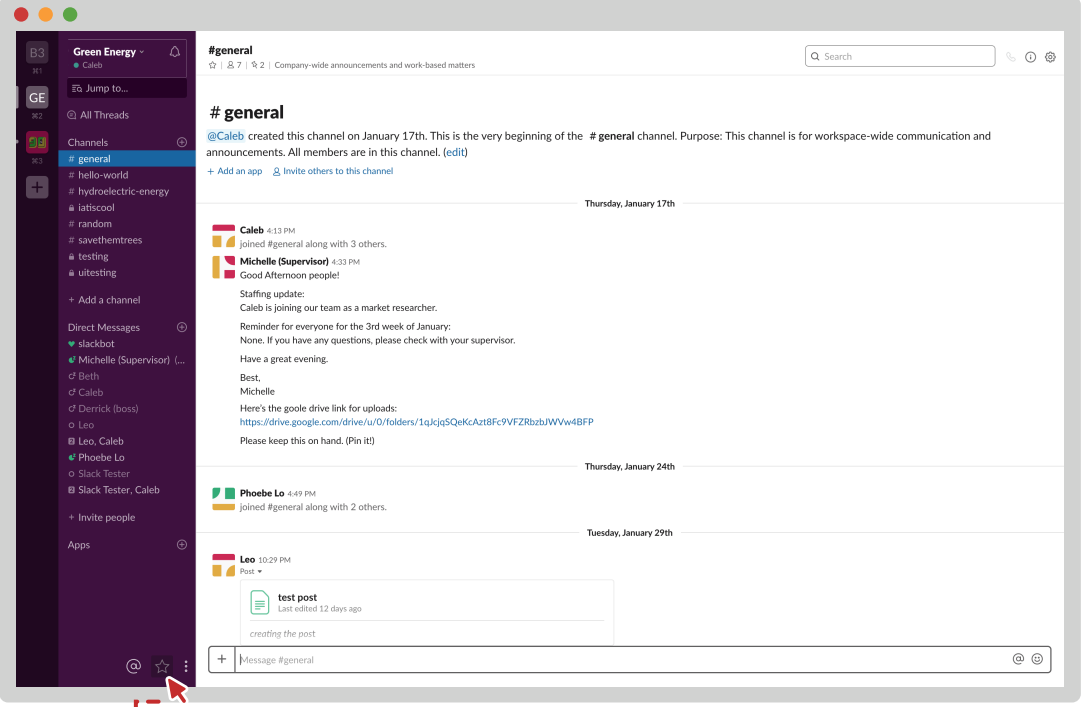 B3
⌘1
GE
⌘2
⌘3
Green Energy
Caleb
Jump to...
All Threads
Channels
# general
# hello-world
# hydroelectric-energy
iatiscool
# random
# savethemtrees
testing
uitesting
+ Add a channel
Direct Messages
slackbot
Michelle (Supervisor) (...
Beth
Caleb
Derrick (boss)
Leo
2 Leo, Caleb
Phoebe Lo
Slack Tester
2 Slack Tester, Caleb
+ Invite people
Apps
#general
7 | 2 | Company-wide announcements and work-based matters
Search
# general
@Caleb created this channel on January 17th. This is the very beginning of the # general channel. Purpose: This channel is for workspace-wide communication and
announcements. All members are in this channel. (edit)
+ Add an app Invite others to this channel
Thursday, January 17th
Caleb 4:13 PM
joined #general along with 3 others.
Michelle (Supervisor) 4:33 PM
Good Afternoon people!
Staffing update:
Caleb is joining our team as a market researcher.
Reminder for everyone for the 3rd week of January:
None. If you have any questions, please check with your supervisor.
Have a great evening.
Best,
Michelle
Here's the goole drive link for uploads:
https://drive.google.com/drive/u/0/folders/1qJcjqSQeKcAzt8Fc9VFZRbzbJWVw4BFP
Please keep this on hand. (Pin it!)
Thursday, January 24th
Phoebe Lo 4:49 PM
joined #general along with 2 others.
Tuesday, January 29th
Leo 10:29 PM
Post
test post
Last edited 12 days ago
creating the post
+ Message #general @
@